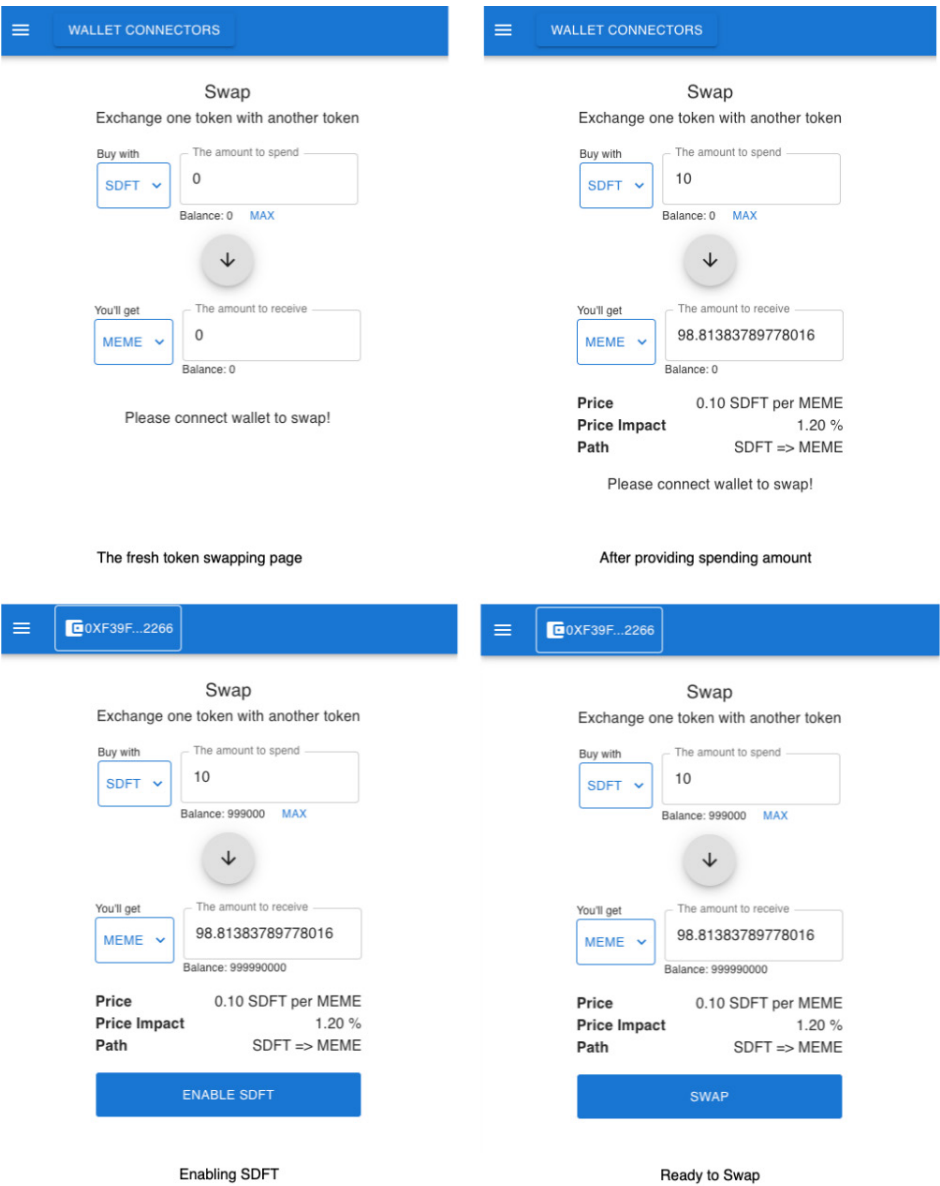 WALLET CONNECTORS
Swap
Exchange one token with another token
Buy with
The amount to spend
SDFT
0
Balance: 0 MAX
You'll get
The amount to receive
MEME
0
Balance: 0
Please connect wallet to swap!
The fresh token swapping page
WALLET CONNECTORS
Swap
Exchange one token with another token
Buy with
The amount to spend
SDFT
10
Balance: 0 MAX
You'll get
The amount to receive
MEME
98.81383789778016
Balance: 0
Price 0.10 SDFT per MEME
Price Impact 1.20 %
Path SDFT => MEME
Please connect wallet to swap!
After providing spending amount
0XF39F...2266
Swap
Exchange one token with another token
Buy with
The amount to spend
SDFT
10
Balance: 999000 MAX
You'll get
The amount to receive
MEME
98.81383789778016
Balance: 999990000
Price 0.10 SDFT per MEME
Price Impact 1.20 %
Path SDFT => MEME
ENABLE SDFT
Enabling SDFT
0XF39F...2266
Swap
Exchange one token with another token
Buy with
The amount to spend
SDFT
10
Balance: 999000 MAX
You'll get
The amount to receive
MEME
98.81383789778016
Balance: 999990000
Price 0.10 SDFT per MEME
Price Impact 1.20 %
Path SDFT => MEME
SWAP
Ready to Swap